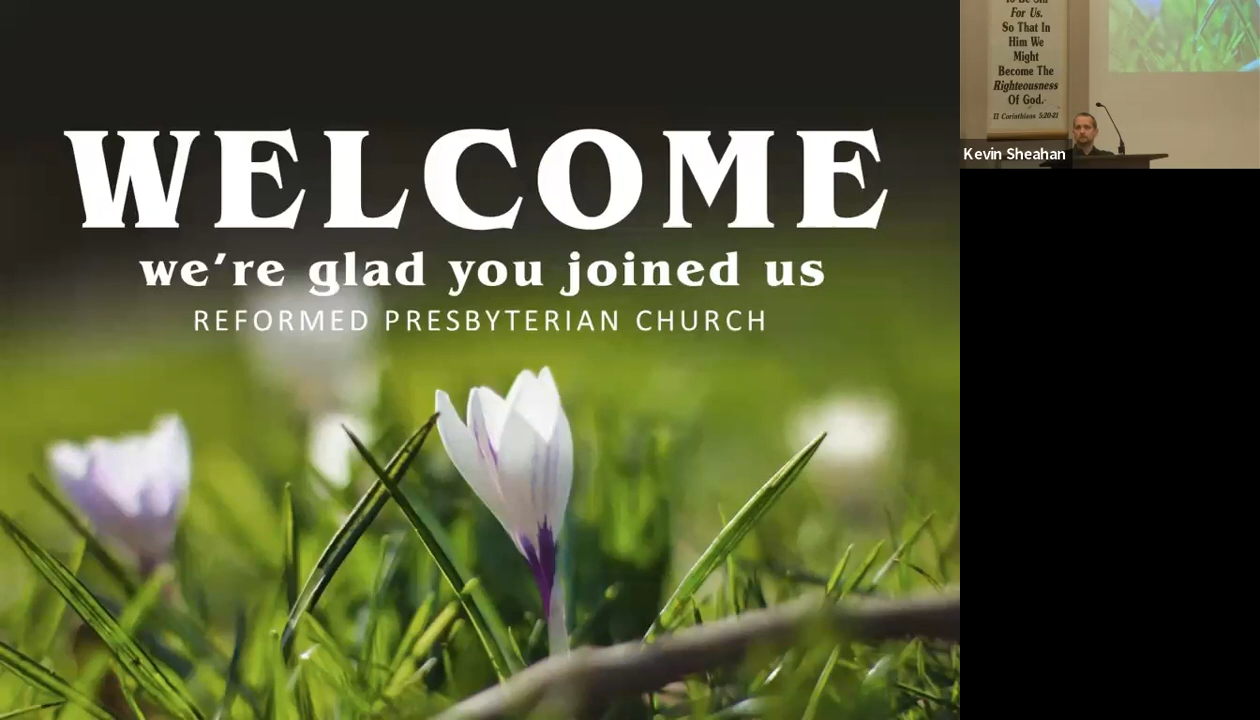 WELCOME
we're glad you joined us
REFORMED PRESBYTERIAN CHURCH
For Us.
So That In
Him We
Might
Become The
Righteousness
Of God.
II Corinthians 5:20-21
Kevin Sheahan